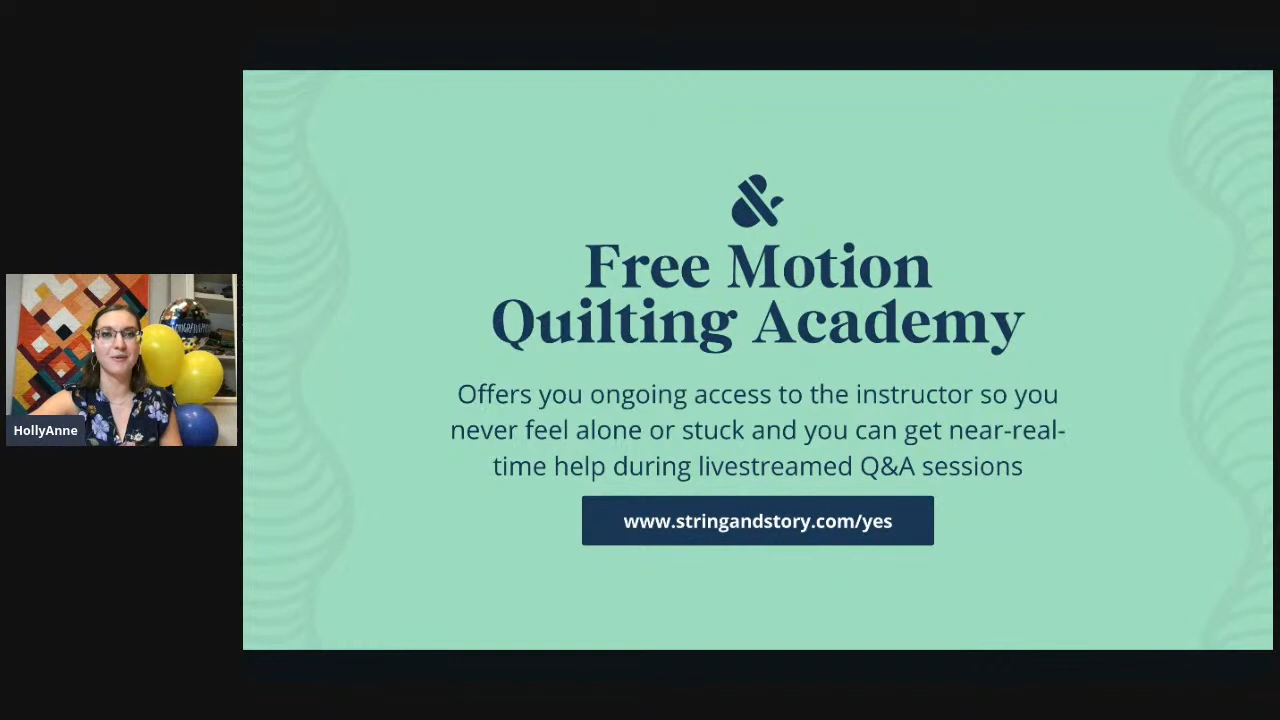 &
Free Motion
Quilting Academy
Offers you ongoing access to the instructor so you
never feel alone or stuck and you can get near-real-
time help during livestreamed Q&A sessions
www.stringandstory.com/yes
HollyAnne